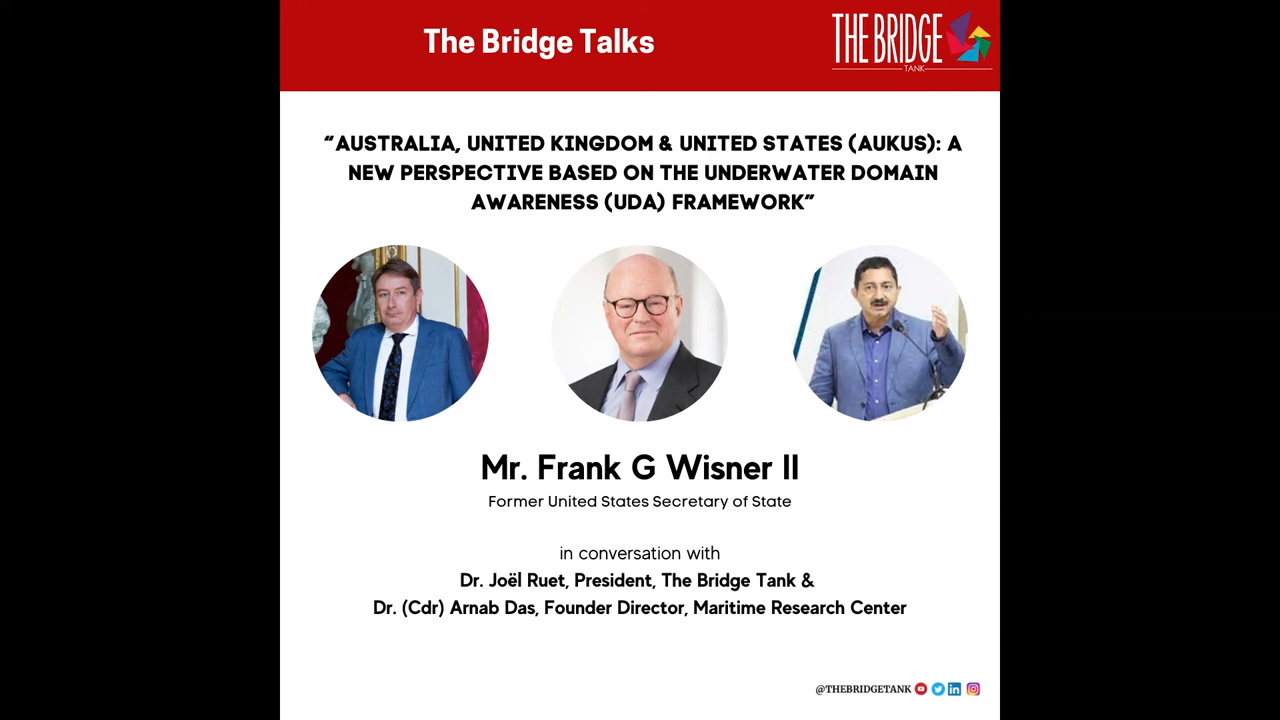 The Bridge Talks
THE BRIDGE
TANK
“AUSTRALIA, UNITED KINGDOM & UNITED STATES (AUKUS): A
NEW PERSPECTIVE BASED ON THE UNDERWATER DOMAIN
AWARENESS (UDA) FRAMEWORK”
Mr. Frank G Wisner II
Former United States Secretary of State
in conversation with
Dr. Joël Ruet, President, The Bridge Tank &
Dr. (Cdr) Arnab Das, Founder Director, Maritime Research Center
@THEBRIDGETANK